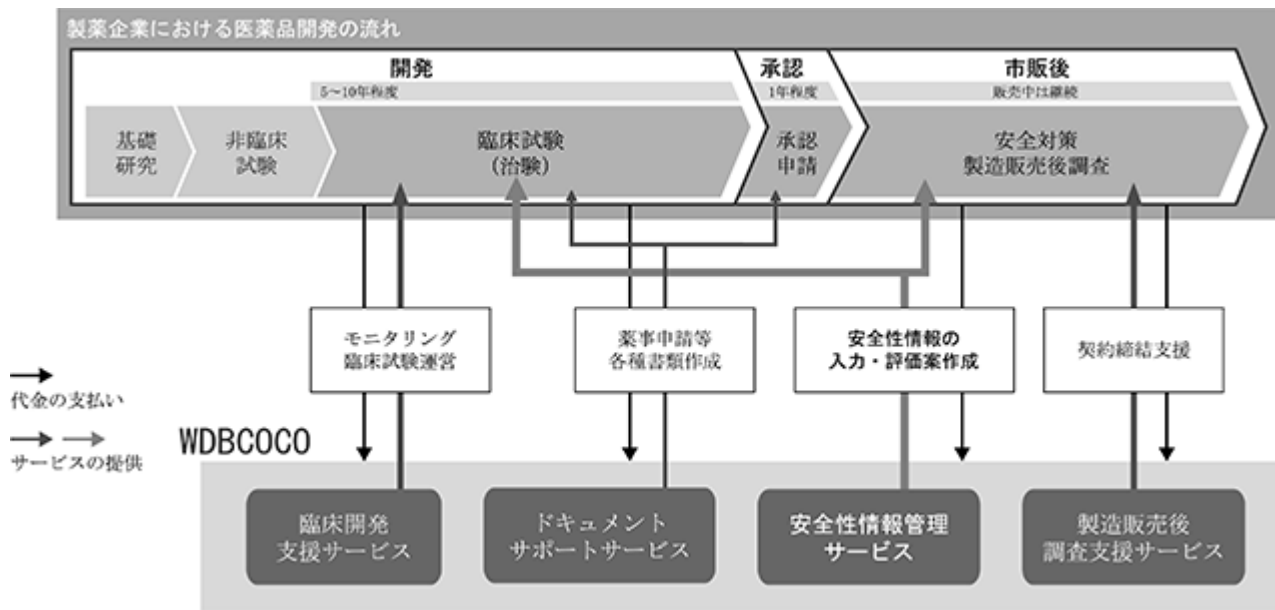 製薬企業における医薬品開発の流れ
開発
承認
市販後
5～10年程度
1年程度
販売中は継続
基礎
研究
非臨床
試験
臨床試験
(治験)
承認
申請
安全対策
製造販売後調査
モニタリング
臨床試験運営
薬事申請等
各種書類作成
安全性情報の
入力・評価案作成
契約締結支援
代金の支払い
サービスの提供
WDBCOCO
臨床開発
支援サービス
ドキュメント
サポートサービス
安全性情報管理
サービス
製造販売後
調査支援サービス